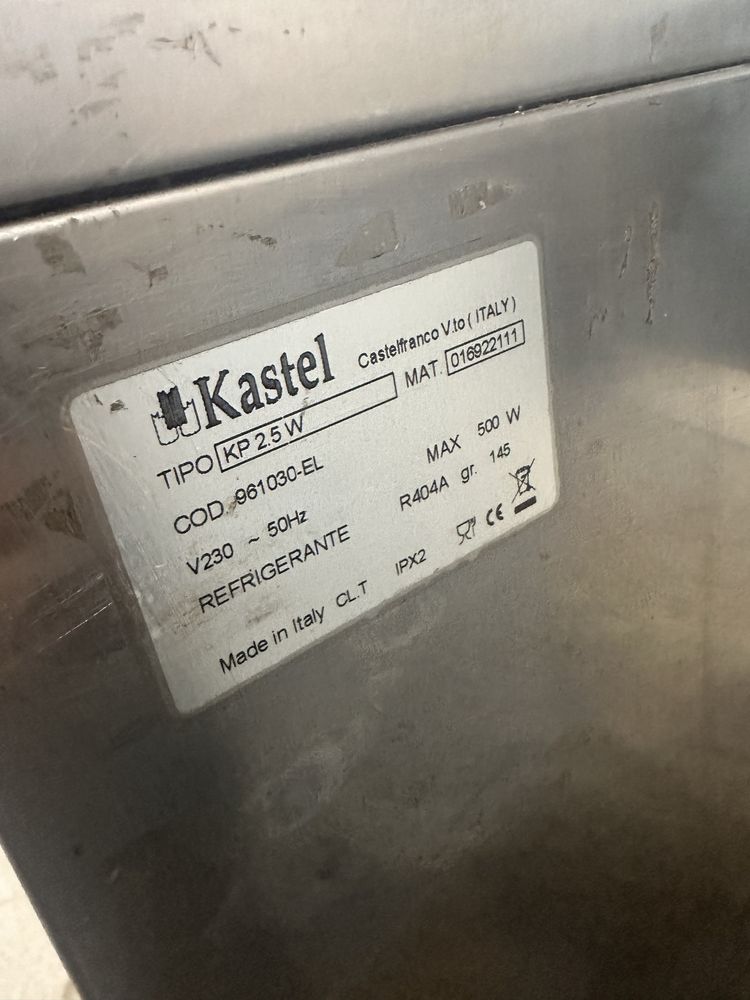 Kastel Castelfranco V.to ( ITALY )
TIPO KP 2.5 W MAT. 016922111
COD. 961030-EL MAX 500 W
V230 ~ 50Hz R404A gr. 145
REFRIGERANTE
Made in Italy CL.T IPX2 CE